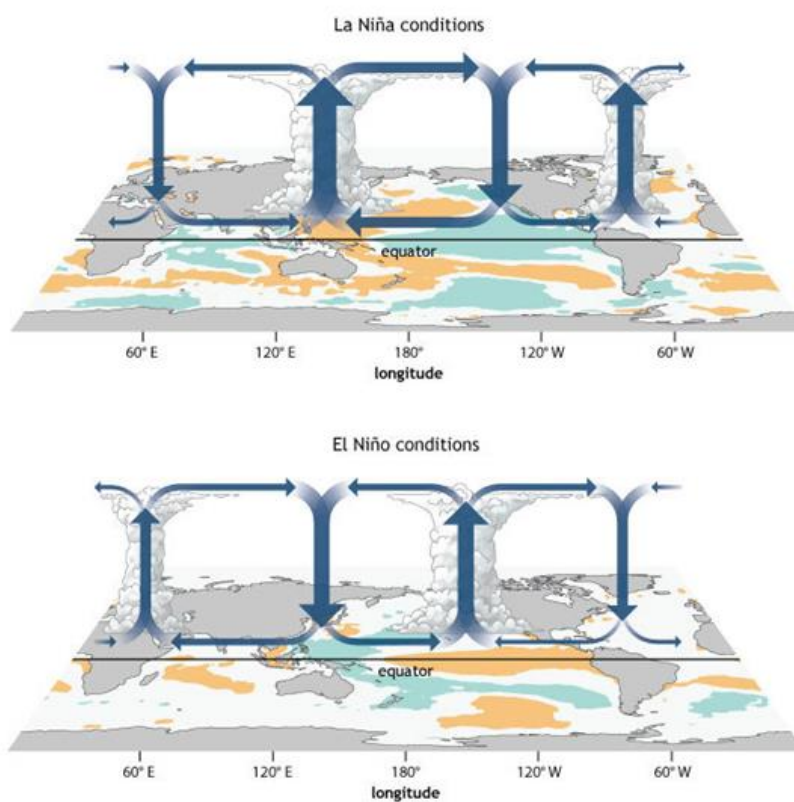 La Niña conditions
equator
60° E 120° E 180° 120° W 60° W
longitude
El Niño conditions
equator
60° E 120° E 180° 120° W 60° W
longitude